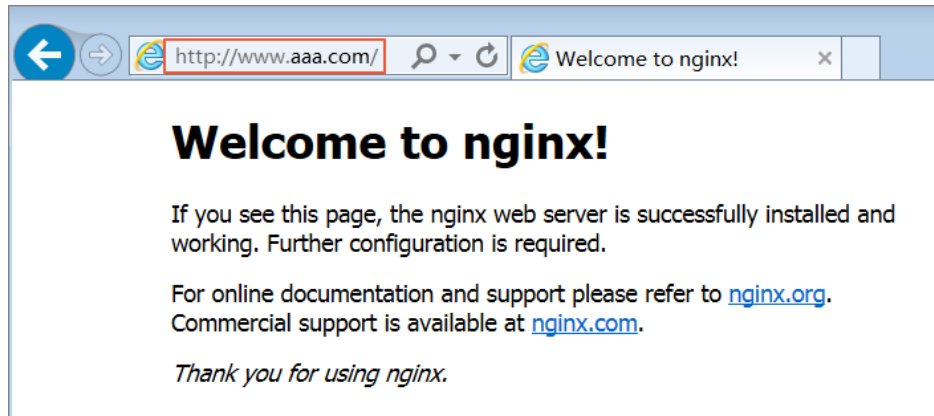 http://www.aaa.com/
Welcome to nginx!
Welcome to nginx!
If you see this page, the nginx web server is successfully installed and
working. Further configuration is required.
For online documentation and support please refer to nginx.org.
Commercial support is available at nginx.com.
Thank you for using nginx.